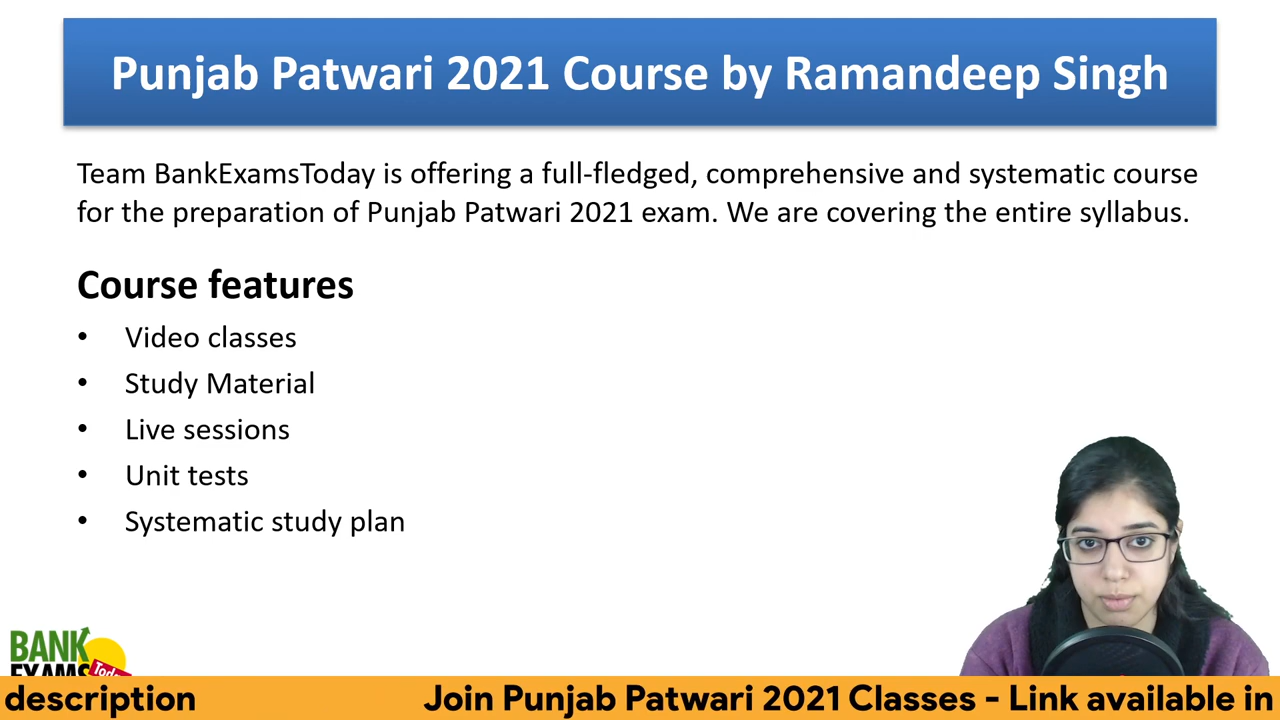 Punjab Patwari 2021 Course by Ramandeep Singh
Team BankExamsToday is offering a full-fledged, comprehensive and systematic course
for the preparation of Punjab Patwari 2021 exam. We are covering the entire syllabus.
Course features
• Video classes
• Study Material
• Live sessions
• Unit tests
• Systematic study plan
BANK
EXAMS Today
description Join Punjab Patwari 2021 Classes - Link available in